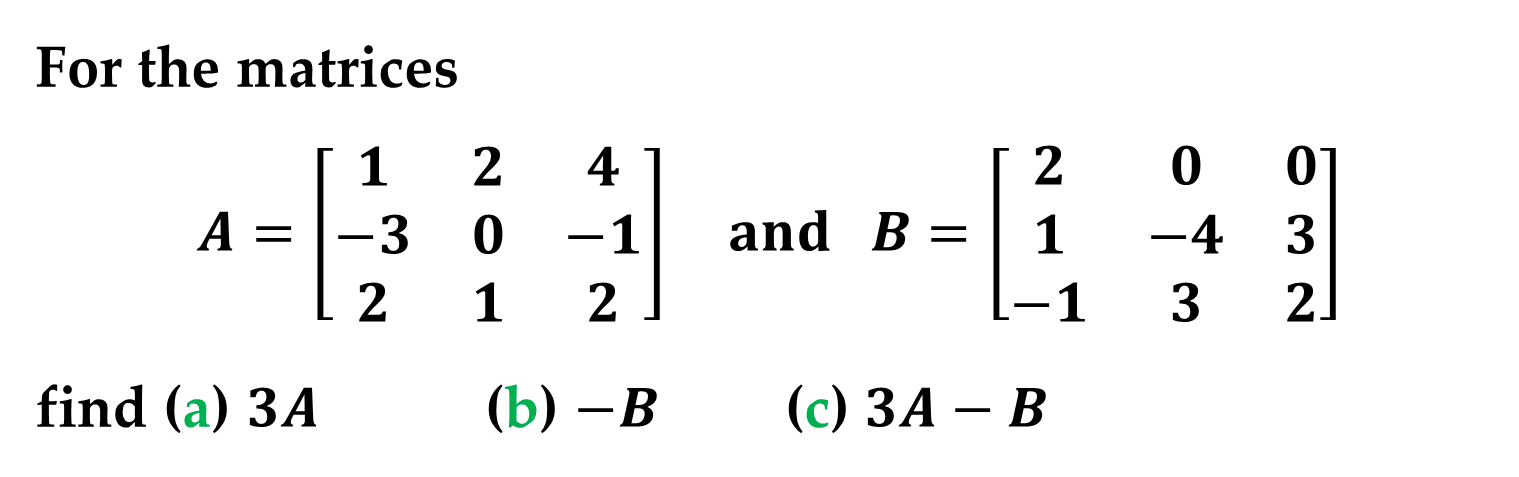 For the matrices
A = [1 2 4
−3 0 −1
2 1 2] and B = [2 0 0
1 −4 3
−1 3 2]
find (a) 3A (b) −B (c) 3A − B